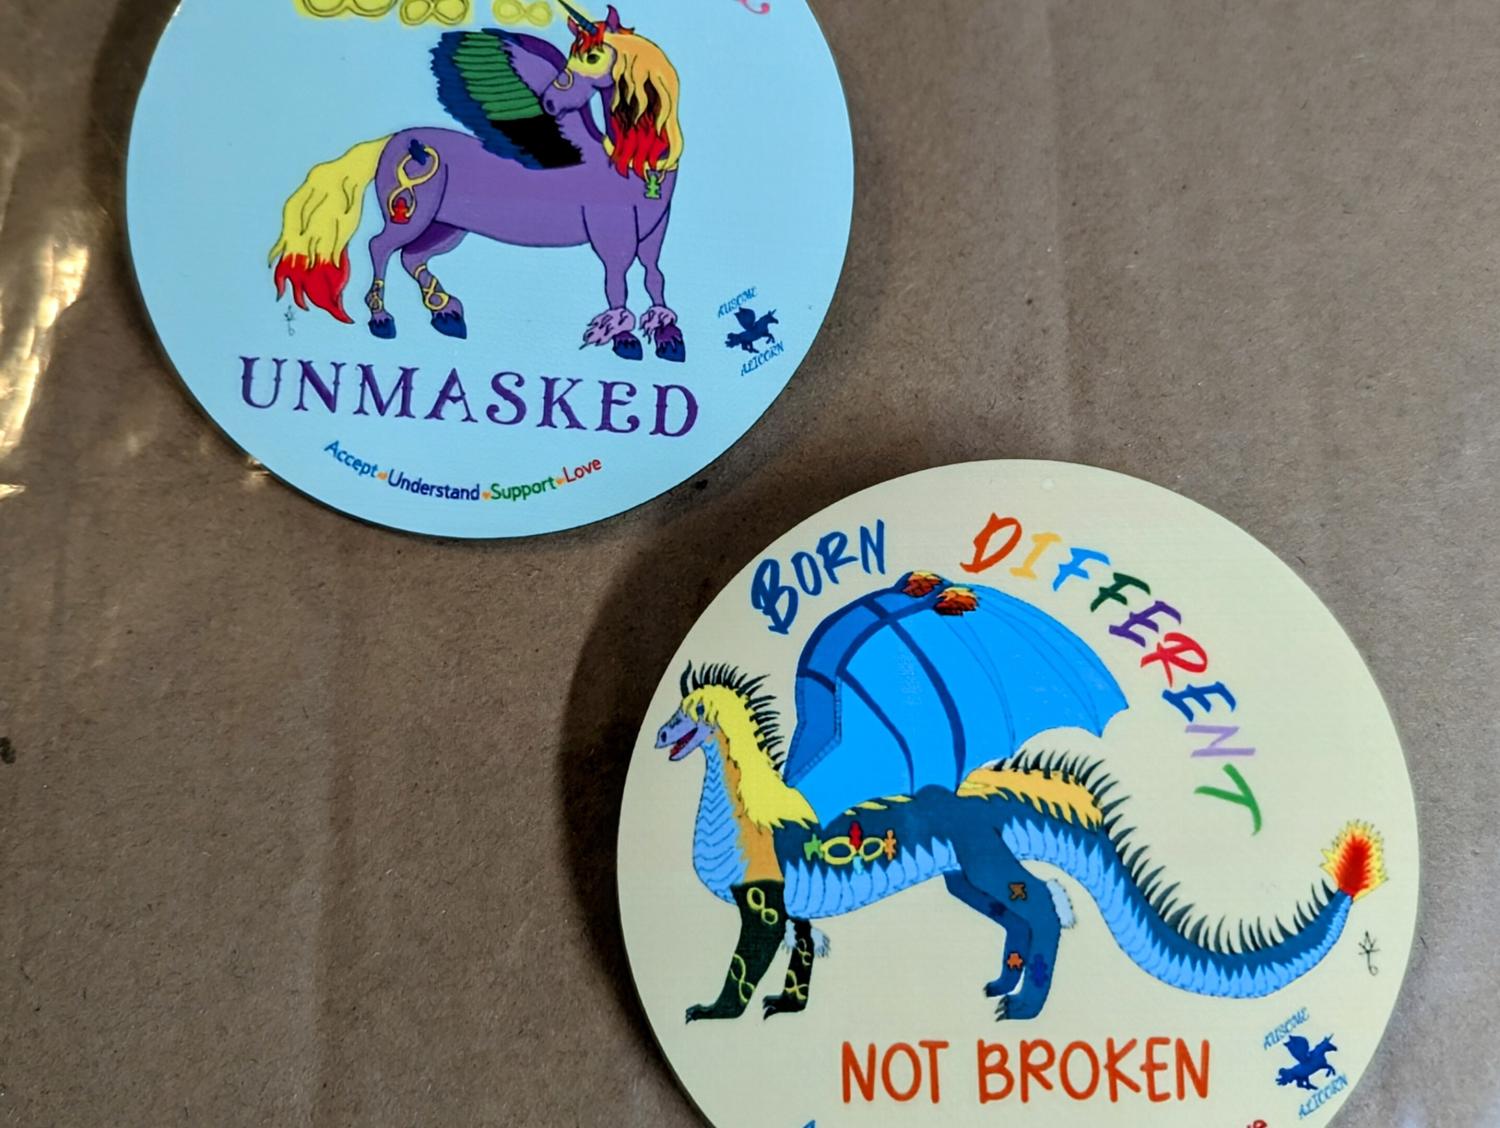 UNMASKED
Accept Understand Support Love
AUSOME
ALICORN
BORN DIFFERENT
NOT BROKEN
AUSOME
ALICORN